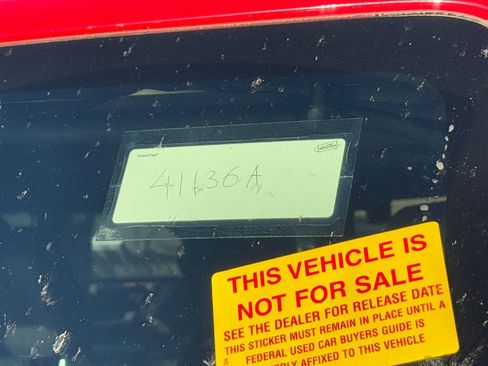 41136A
THIS VEHICLE IS
NOT FOR SALE
SEE THE DEALER FOR RELEASE DATE
THIS STICKER MUST REMAIN IN PLACE UNTIL A
FEDERAL USED CAR BUYERS GUIDE IS
AFFIXED TO THIS VEHICLE